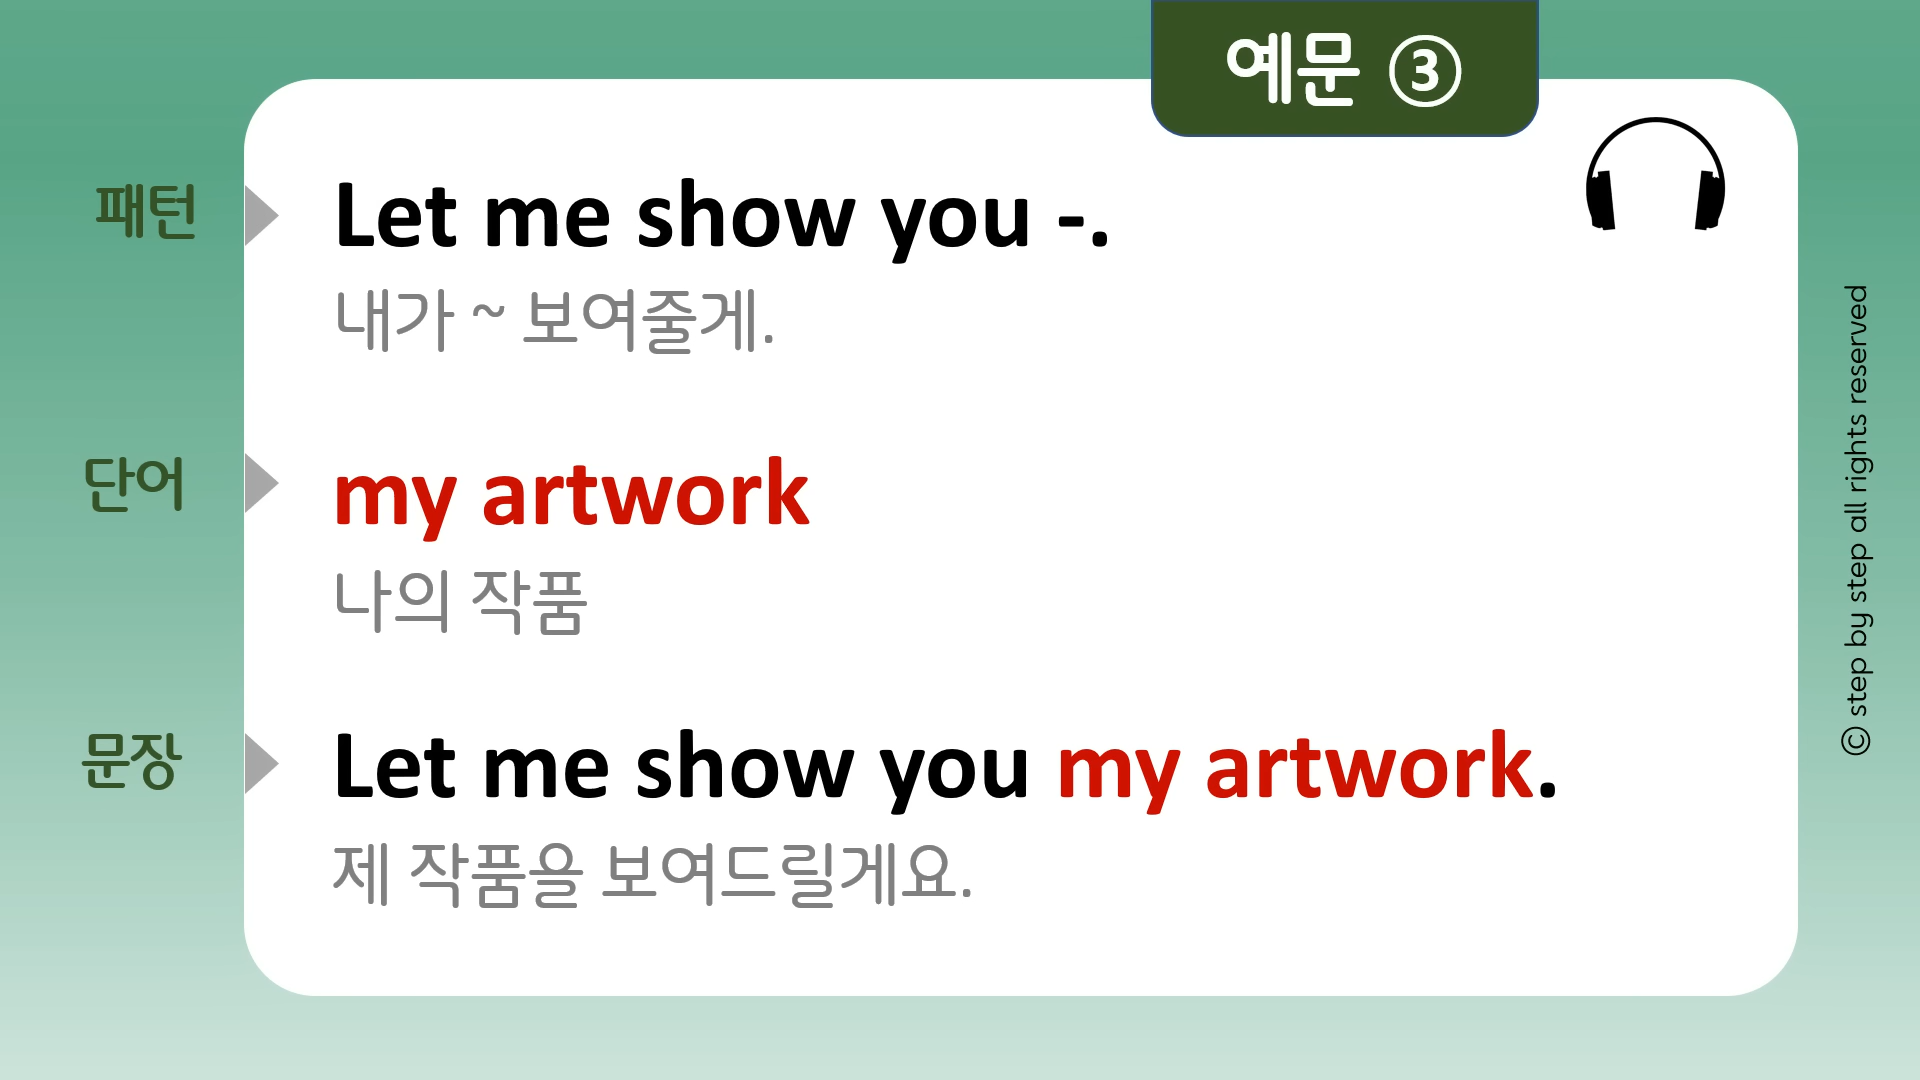 예문 ③
패턴
Let me show you -.
내가 ~ 보여줄게.
단어
my artwork
나의 작품
문장
Let me show you my artwork.
제 작품을 보여드릴게요.
© step by step all rights reserved